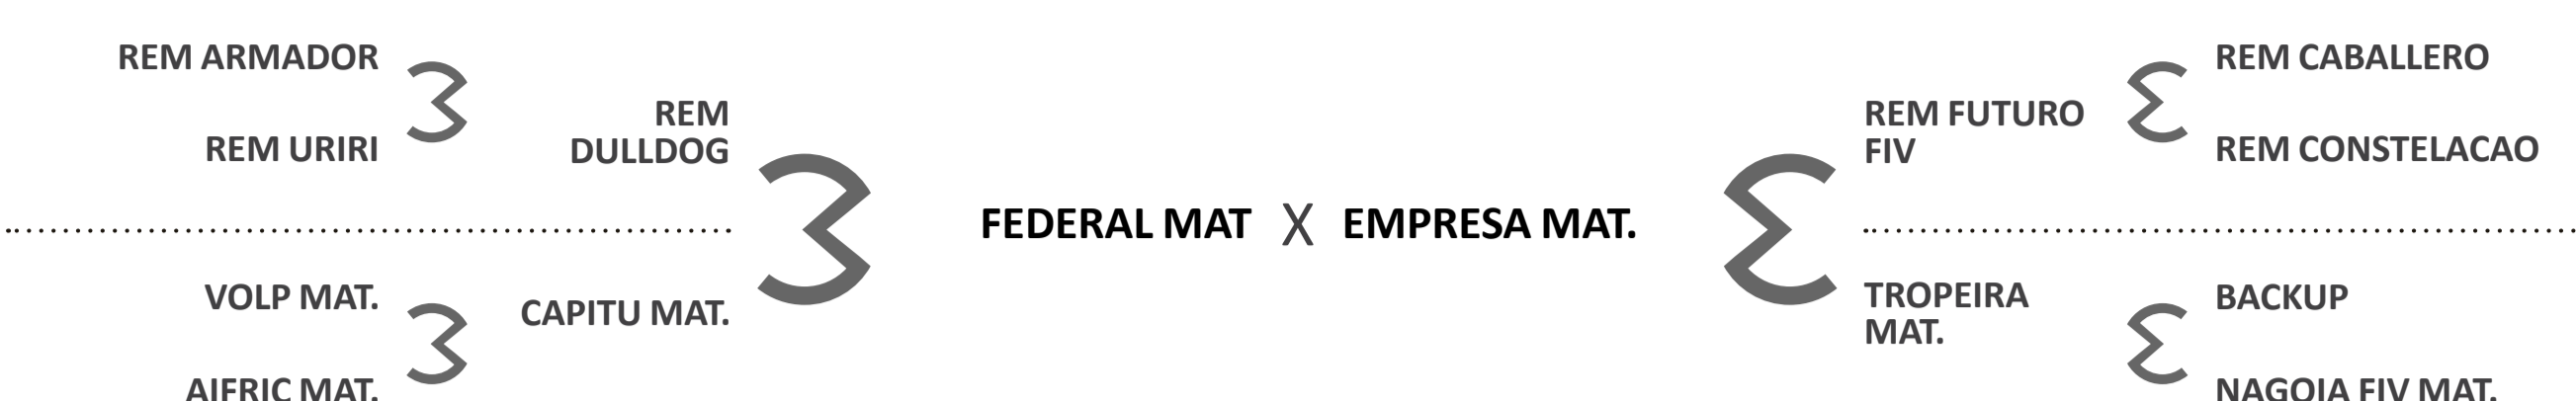 REM ARMADOR
REM URIRI
REM
DULLDOG
VOLP MAT.
AIFRIC MAT.
CAPITU MAT.
FEDERAL MAT X EMPRESA MAT.
REM FUTURO
FIV
REM CABALLERO
REM CONSTELACAO
TROPEIRA
MAT.
BACKUP
NAGOIA FIV MAT.